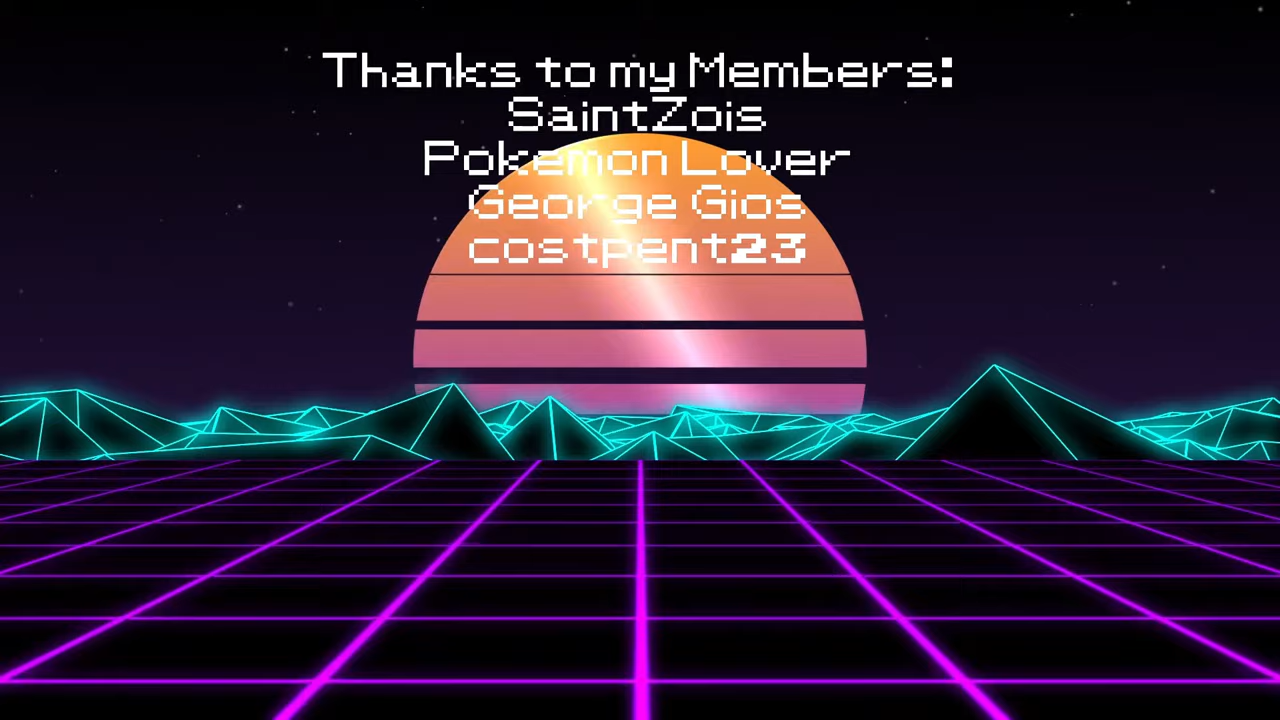 Thanks to my Members:
SaintZois
Pokemon Lover
George Gios
costpent23